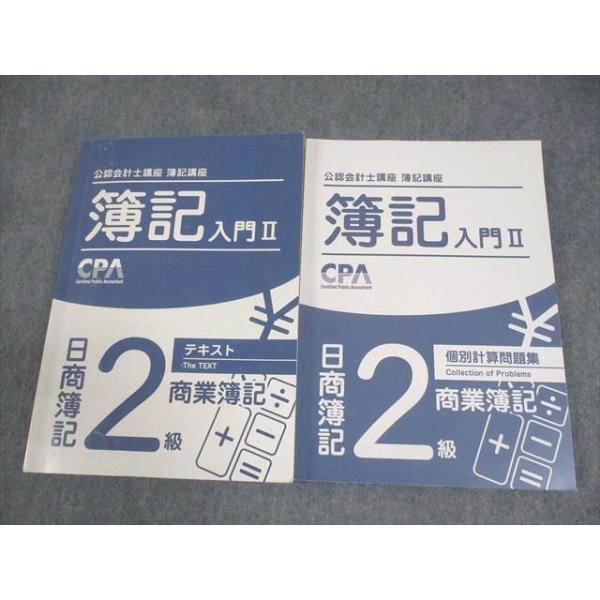 公認会計士講座 簿記講座
簿記 入門Ⅱ
CPA
Certified Public Accountant
テキスト
-The TEXT
日商簿記
2級
商業簿記
公認会計士講座 簿記講座
簿記 入門Ⅱ
CPA
Certified Public Accountant
個別計算問題集
Collection of Problems
日商簿記
2級
商業簿記